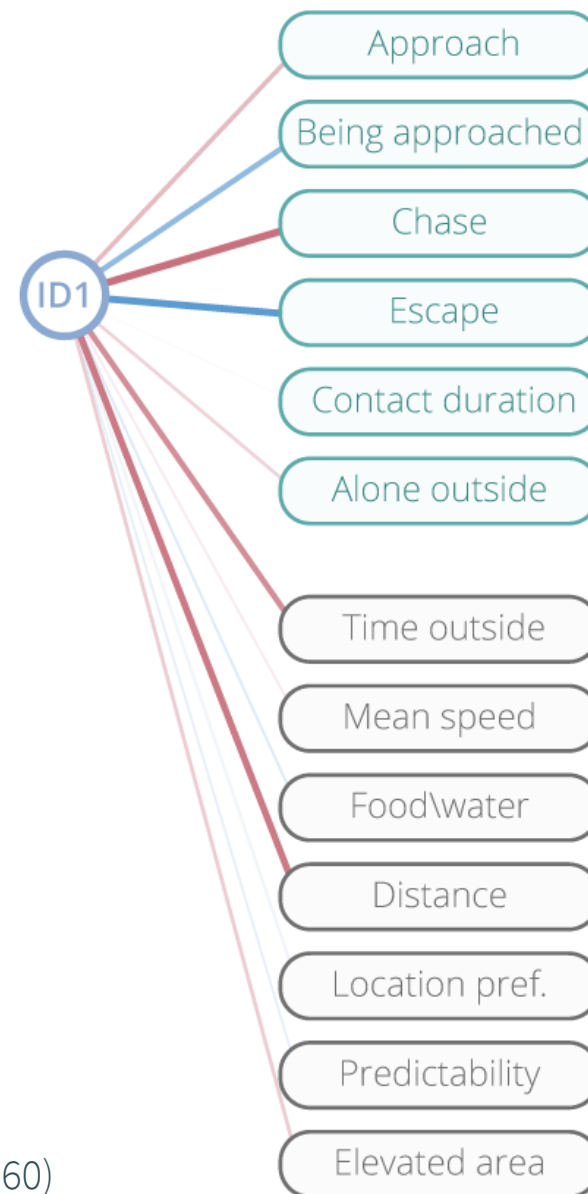 Approach
Being approached
Chase
ID1
Escape
Contact duration
Alone outside
Time outside
Mean speed
Food\water
Distance
Location pref.
Predictability
Elevated area
60)